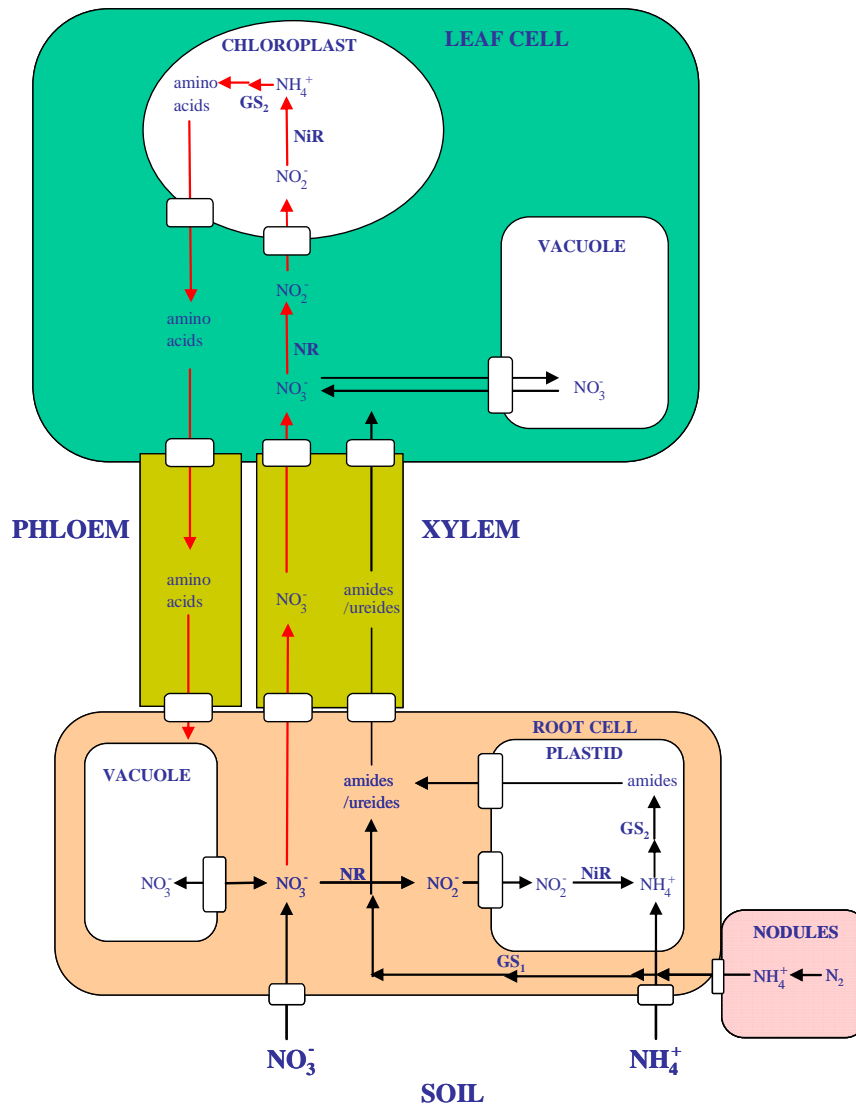 LEAF CELL
CHLOROPLAST
amino
acids
GS₂
NH₄⁺
NiR
NO₂⁻
VACUOLE
NO₂⁻
amino
acids
NR
NO₃⁻
NO₃⁻
PHLOEM
XYLEM
amino
acids
NO₃⁻
amides
/ureides
ROOT CELL
VACUOLE
PLASTID
amides
/ureides
amides
GS₂
NO₃⁻
NO₃⁻
NR
NO₂⁻
NO₂⁻
NiR
NH₄⁺
NODULES
GS₁
NH₄⁺
N₂
NO₃⁻
NH₄⁺
SOIL